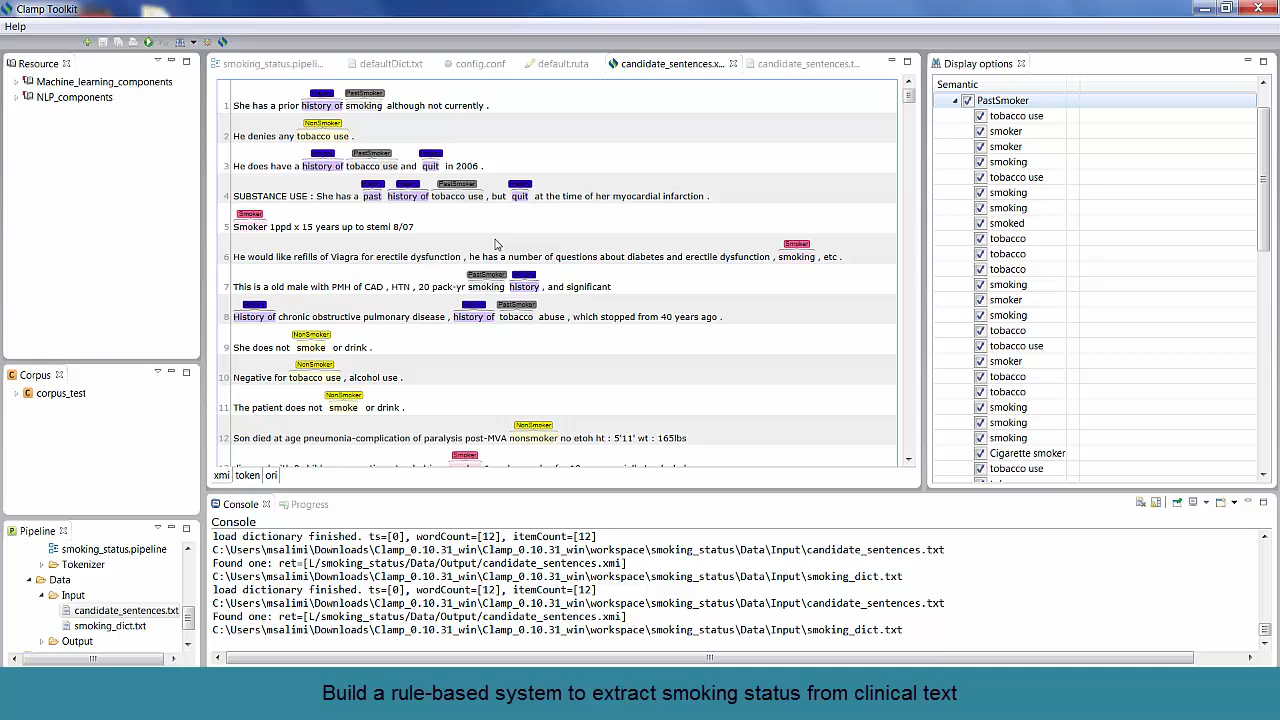 Clamp Toolkit
Help
Resource
Machine_learning_components
NLP_components
Corpus
corpus_test
Pipeline
smoking_status.pipeline
Tokenizer
Data
Input
candidate_sentences.txt
smoking_dict.txt
Output
smoking_status.pipeli...
defaultDict.txt
config.conf
default.ruta
candidate_sentences.x...
candidate_sentences.t...
History PastSmoker
1 She has a prior history of smoking although not currently .
NonSmoker
2 He denies any tobacco use .
History PastSmoker History
3 He does have a history of tobacco use and quit in 2006 .
History History PastSmoker History
4 SUBSTANCE USE : She has a past history of tobacco use , but quit at the time of her myocardial infarction .
Smoker
5 Smoker 1ppd x 15 years up to stemi 8/07
Smoker
6 He would like refills of Viagra for erectile dysfunction , he has a number of questions about diabetes and erectile dysfunction , smoking , etc .
PastSmoker History
7 This is a old male with PMH of CAD , HTN , 20 pack-yr smoking history , and significant
History History PastSmoker
8 History of chronic obstructive pulmonary disease , history of tobacco abuse , which stopped from 40 years ago .
NonSmoker
9 She does not smoke or drink .
NonSmoker
10 Negative for tobacco use , alcohol use .
NonSmoker
11 The patient does not smoke or drink .
NonSmoker
12 Son died at age pneumonia-complication of paralysis post-MVA nonsmoker no etoh ht : 5'11' wt : 165lbs
Smoker
xmi token ori
Display options
Semantic
PastSmoker
tobacco use
smoker
smoker
smoking
tobacco use
smoking
smoking
smoked
tobacco
tobacco
tobacco
smoking
smoker
smoking
tobacco
tobacco use
smoker
tobacco
tobacco
smoking
smoking
smoking
Cigarette smoker
tobacco use
Console
Progress
Console
load dictionary finished. ts=[0], wordCount=[12], itemCount=[12]
C:\Users\msalimi\Downloads\Clamp_0.10.31_win\Clamp_0.10.31_win\workspace\smoking_status\Data\Input\candidate_sentences.txt
Found one: ret=[L/smoking_status/Data/Output/candidate_sentences.xmi]
C:\Users\msalimi\Downloads\Clamp_0.10.31_win\Clamp_0.10.31_win\workspace\smoking_status\Data\Input\smoking_dict.txt
load dictionary finished. ts=[0], wordCount=[12], itemCount=[12]
C:\Users\msalimi\Downloads\Clamp_0.10.31_win\Clamp_0.10.31_win\workspace\smoking_status\Data\Input\candidate_sentences.txt
Found one: ret=[L/smoking_status/Data/Output/candidate_sentences.xmi]
C:\Users\msalimi\Downloads\Clamp_0.10.31_win\Clamp_0.10.31_win\workspace\smoking_status\Data\Input\smoking_dict.txt
Build a rule-based system to extract smoking status from clinical text